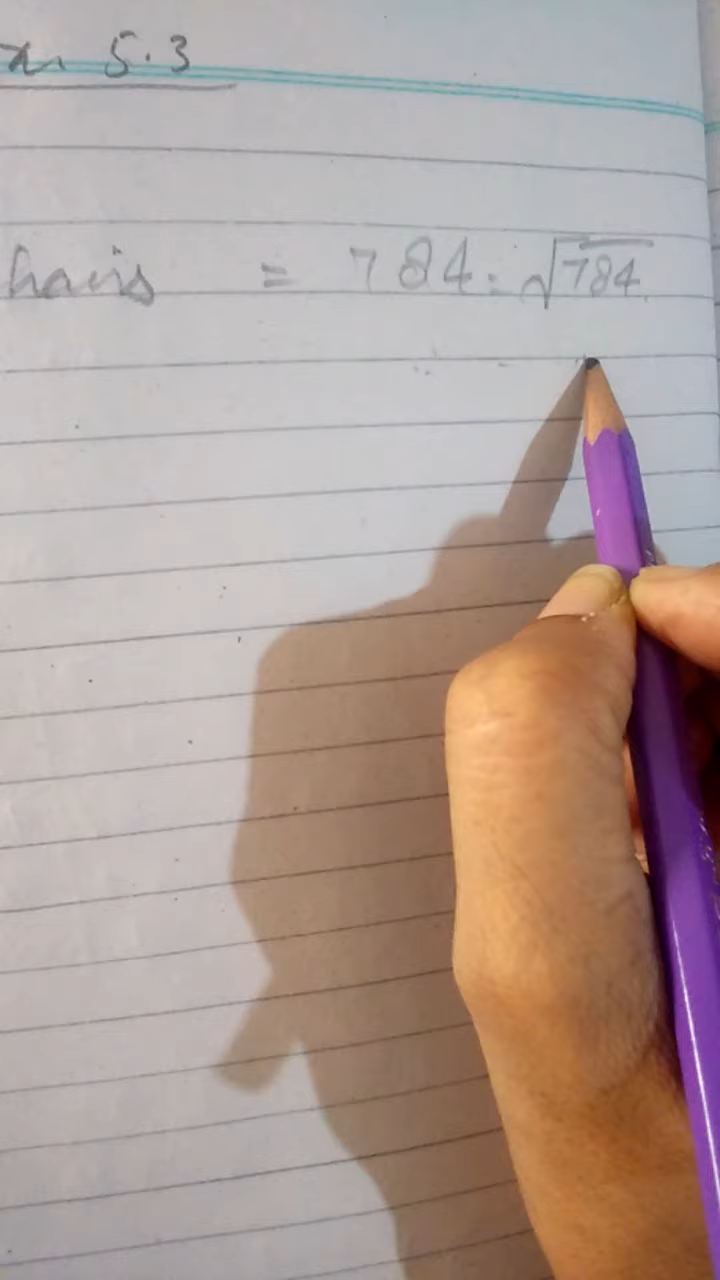 x. 5.3
hairs = 784 = √784